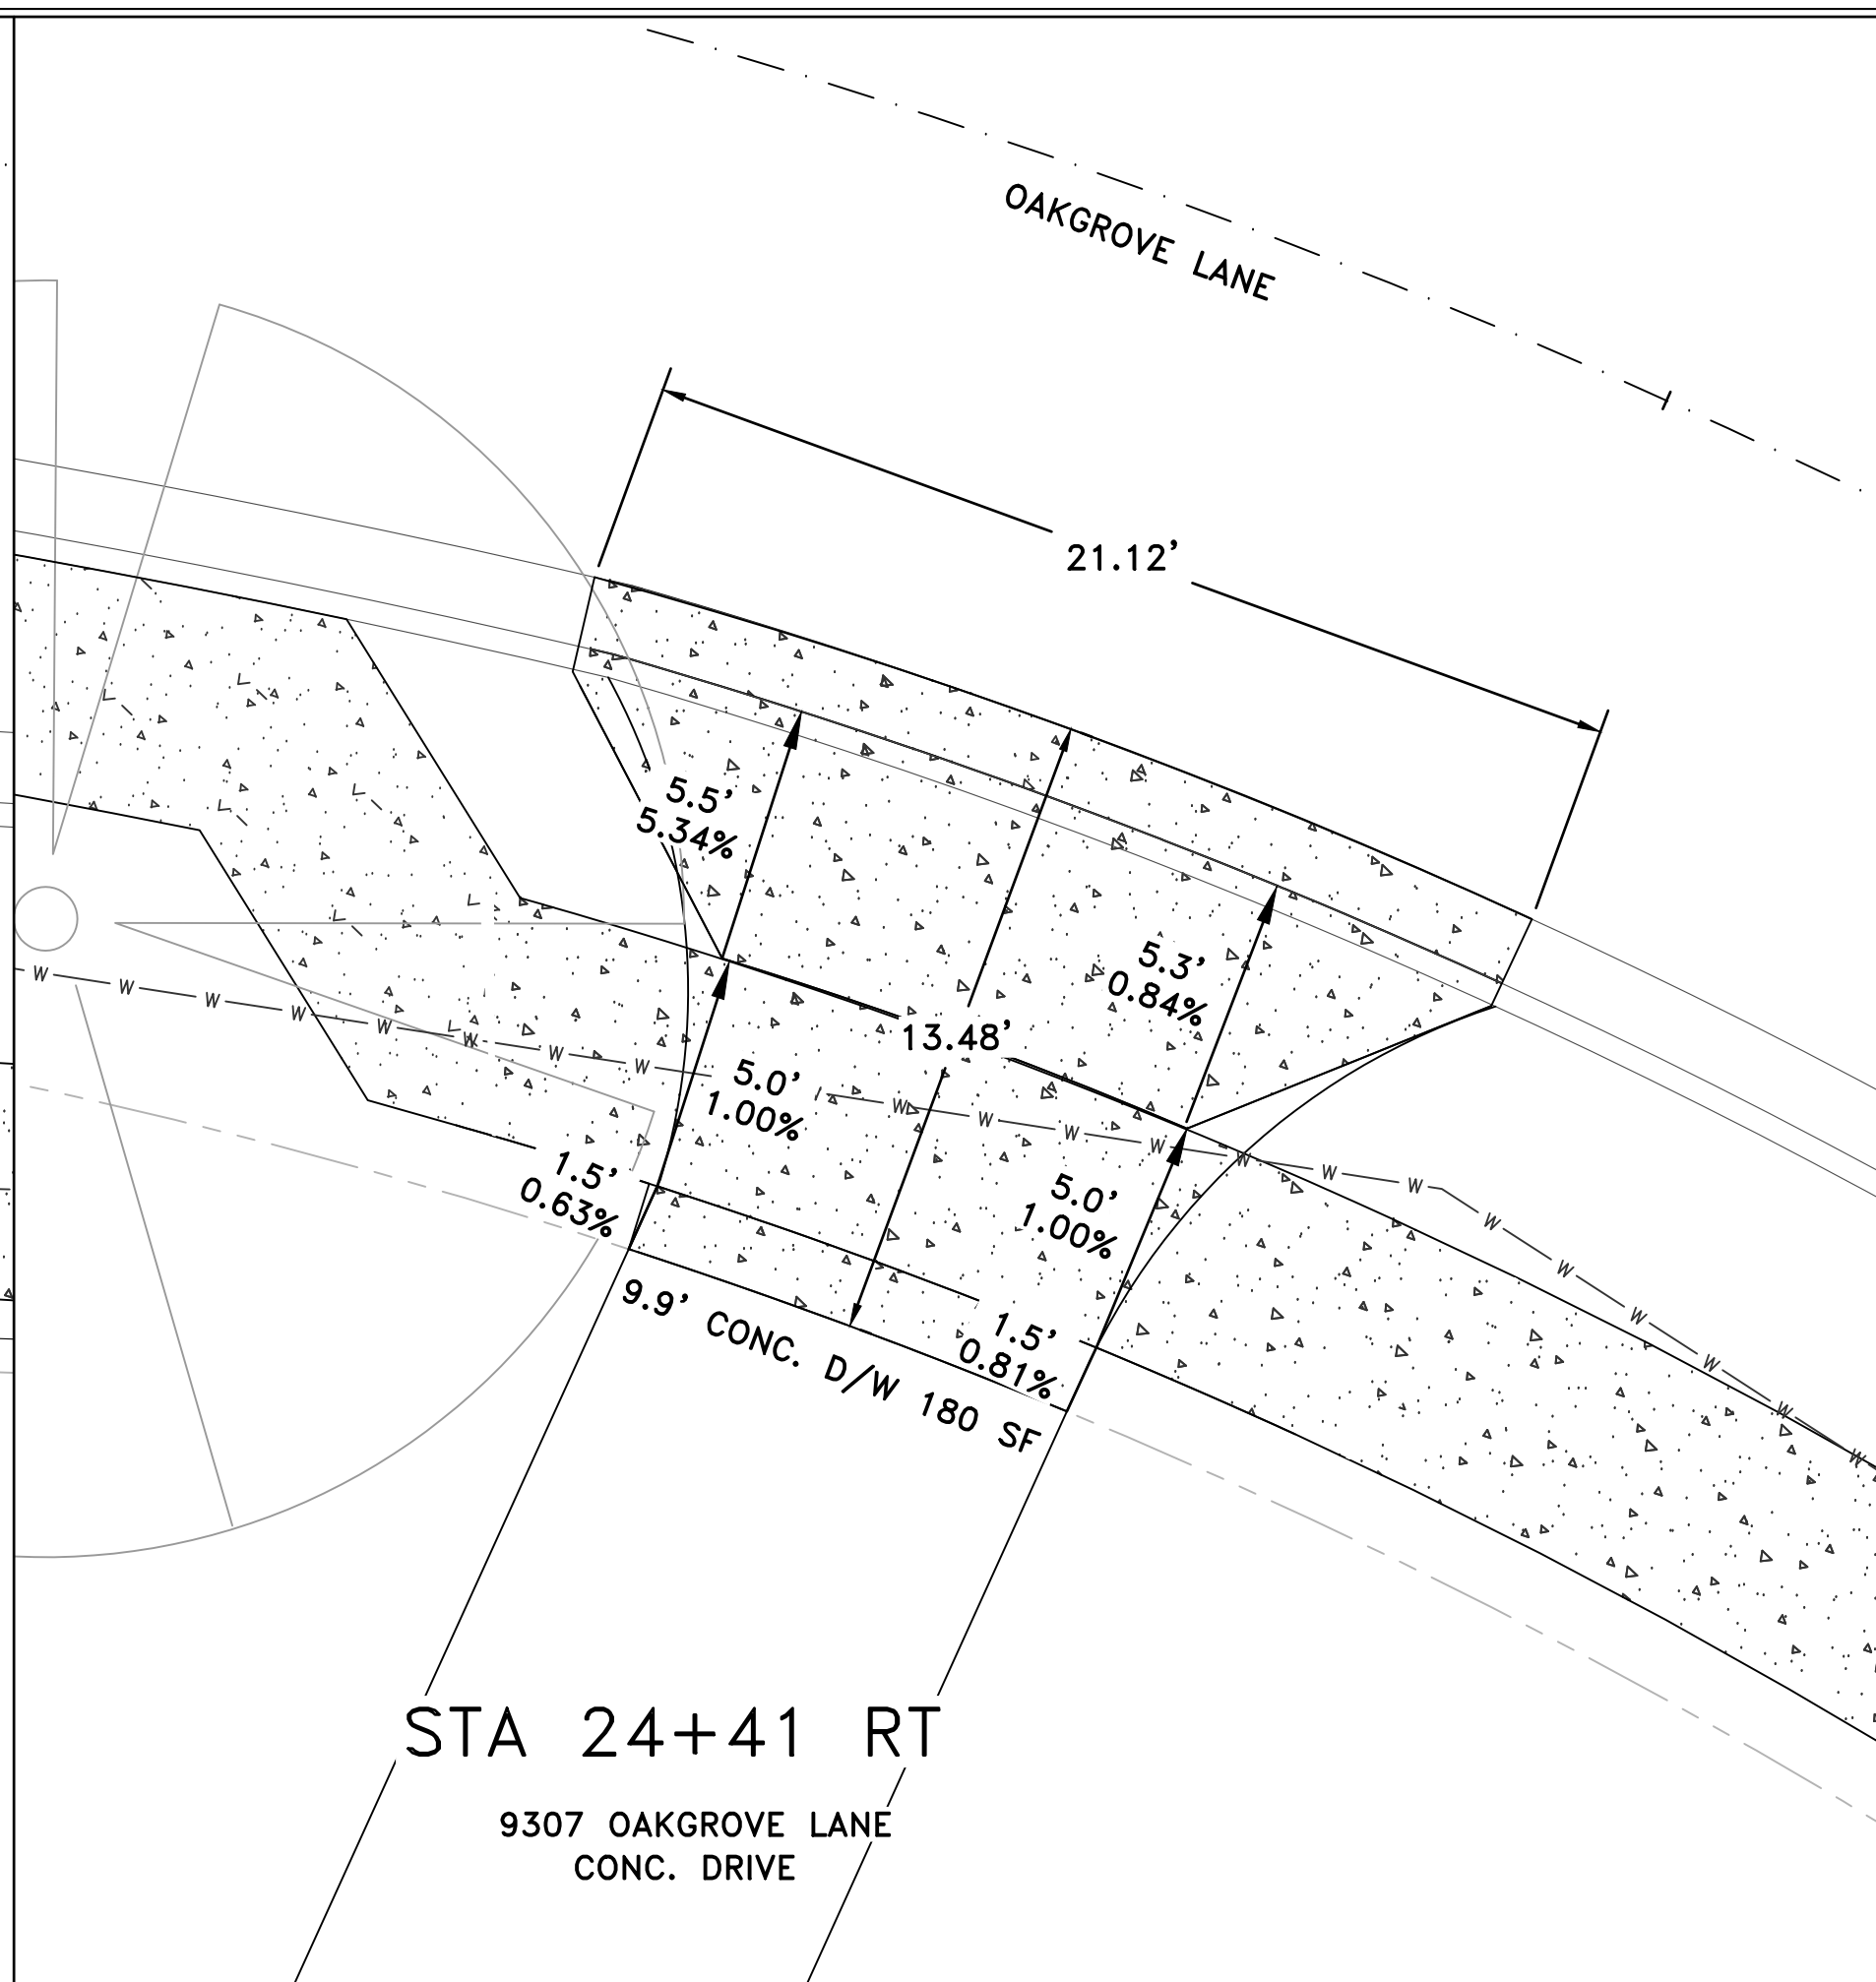 OAKGROVE LANE
21.12'
5.5'
5.34%
5.3'
0.84%
13.48'
5.0'
1.00%
1.5'
0.63%
5.0'
1.00%
1.5'
0.81%
9.9' CONC. D/W 180 SF
W W W W W W W W W W W W W W W W W W W W W W
STA 24+41 RT
9307 OAKGROVE LANE
CONC. DRIVE